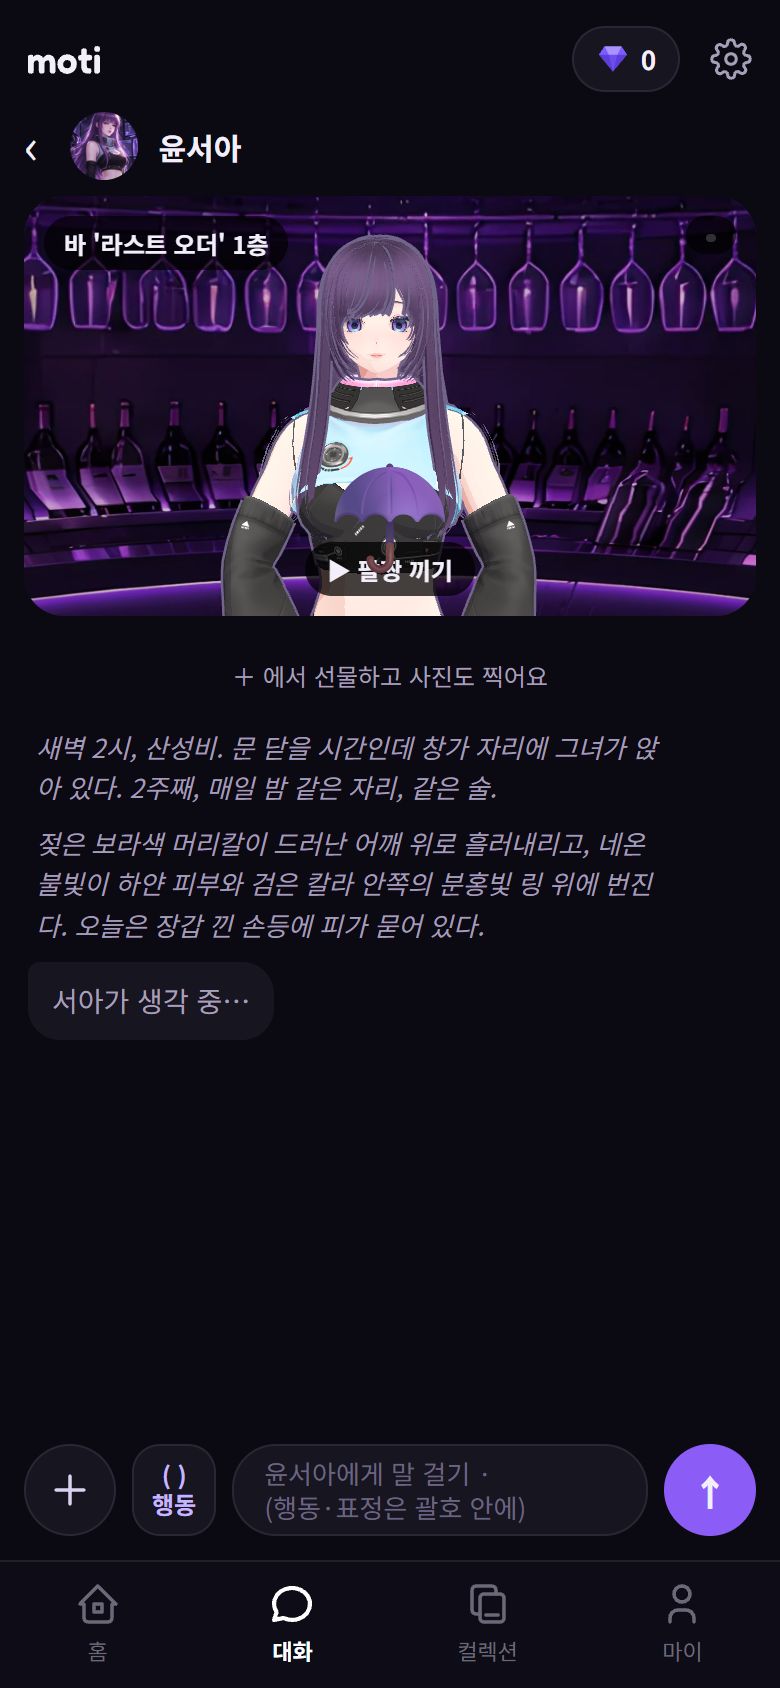 moti
0
윤서아
바 '라스트 오더' 1층
▶ 팔짱 끼기
+ 에서 선물하고 사진도 찍어요
새벽 2시, 산성비. 문 닫을 시간인데 창가 자리에 그녀가 앉
아 있다. 2주째, 매일 밤 같은 자리, 같은 술.
젖은 보라색 머리칼이 드러난 어깨 위로 흘러내리고, 네온
불빛이 하얀 피부와 검은 칼라 안쪽의 분홍빛 링 위에 번진
다. 오늘은 장갑 낀 손등에 피가 묻어 있다.
서아가 생각 중…
( )
행동
윤서아에게 말 걸기 ·
(행동·표정은 괄호 안에)
홈
대화
컬렉션
마이